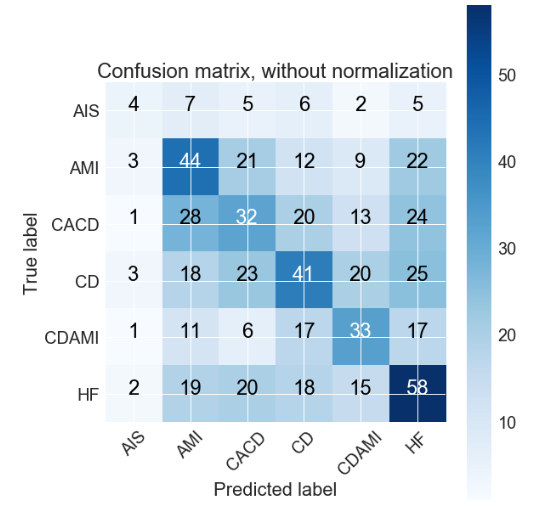 Confusion matrix, without normalization
AIS 4 7 5 6 2 5
AMI 3 44 21 12 9 22
CACD 1 28 32 20 13 24
CD 3 18 23 41 20 25
CDAMI 1 11 6 17 33 17
HF 2 19 20 18 15 58
AIS AMI CACD CD CDAMI HF
Predicted label
True label
50
40
30
20
10